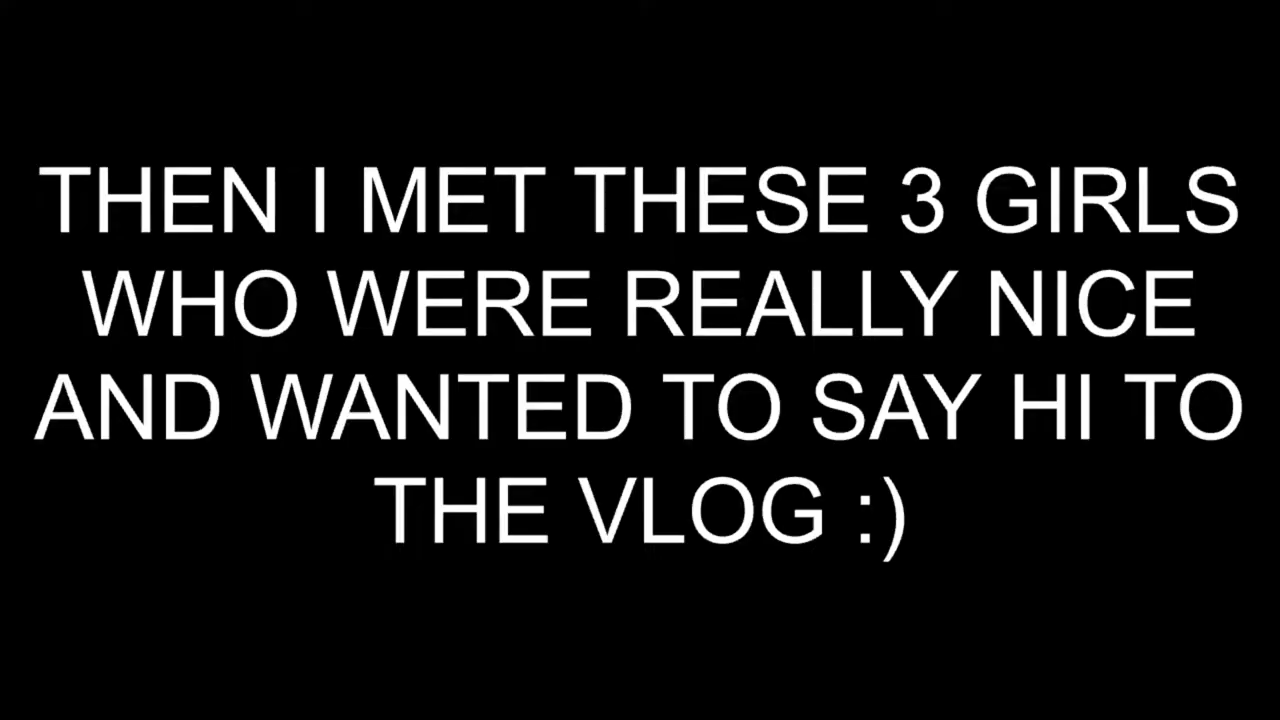 THEN I MET THESE 3 GIRLS
WHO WERE REALLY NICE
AND WANTED TO SAY HI TO
THE VLOG :)